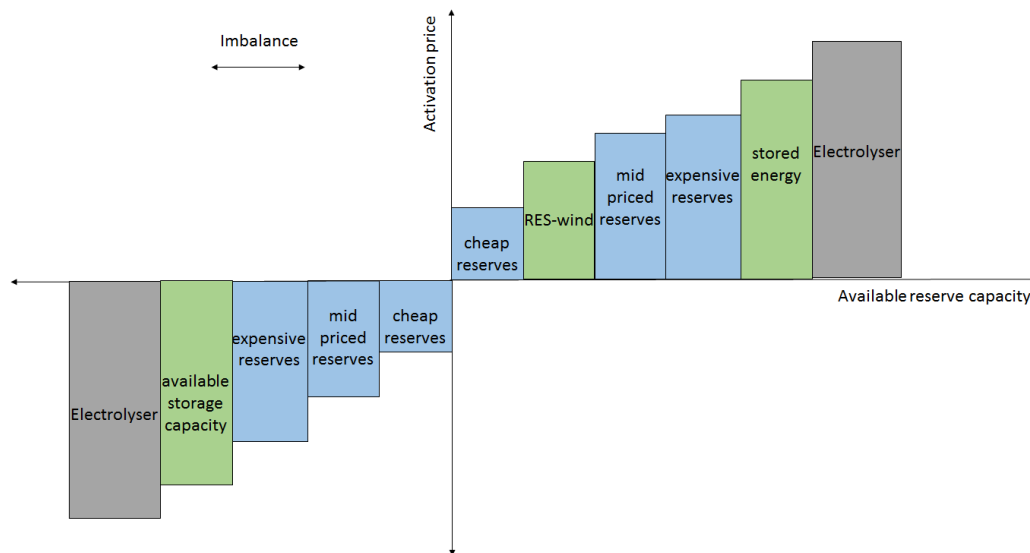 Imbalance
Activation price
cheap
reserves
RES-wind
mid
priced
reserves
expensive
reserves
stored
energy
Electrolyser
Available reserve capacity
Electrolyser
available
storage
capacity
expensive
reserves
mid
priced
reserves
cheap
reserves